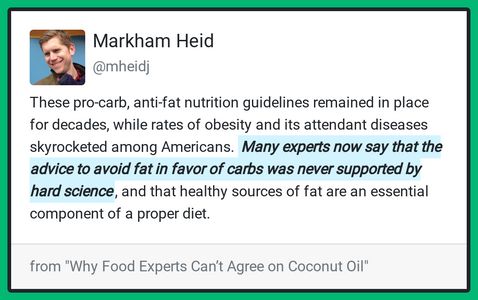 Markham Heid
@mheidj
These pro-carb, anti-fat nutrition guidelines remained in place
for decades, while rates of obesity and its attendant diseases
skyrocketed among Americans. Many experts now say that the
advice to avoid fat in favor of carbs was never supported by
hard science, and that healthy sources of fat are an essential
component of a proper diet.
from "Why Food Experts Can’t Agree on Coconut Oil"